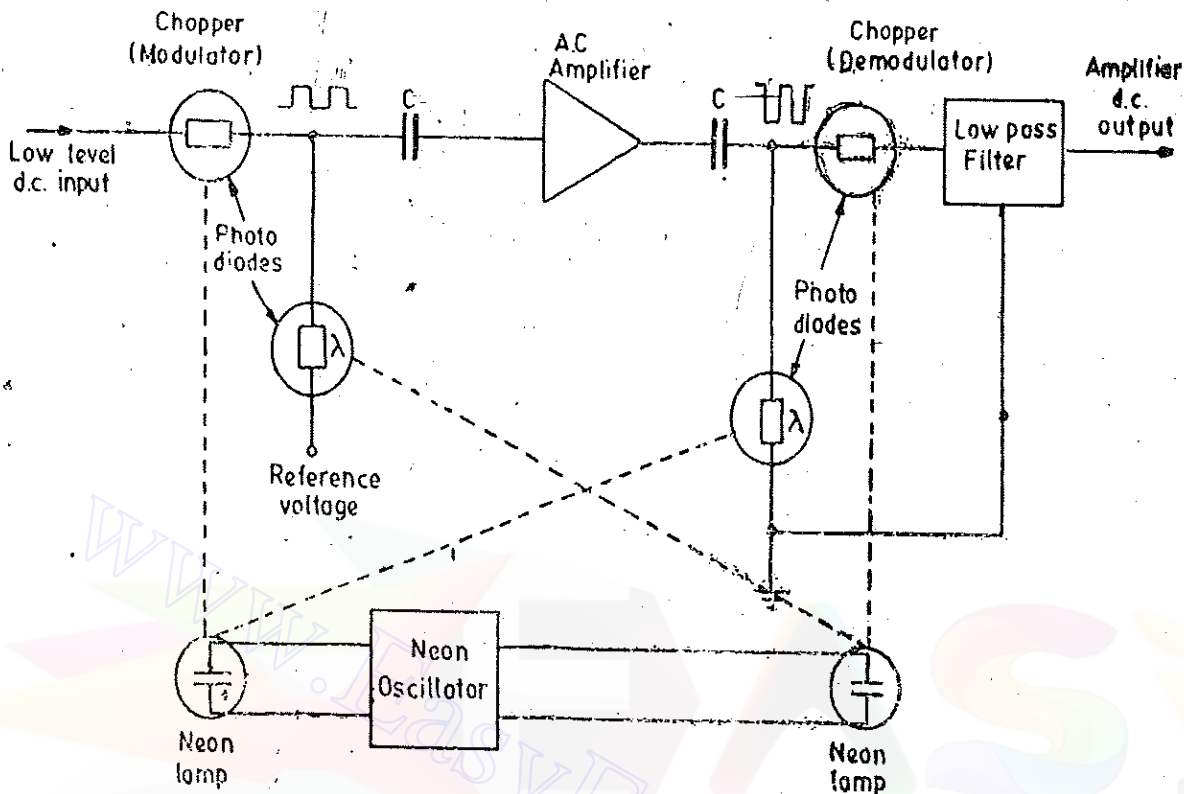 Chopper
(Modulator)
A.C
Amplifier
Chopper
(Demodulator)
Amplifier
d.c.
output
C
C
Low level
d.c. input
Low pass
Filter
Photo
diodes
λ
Photo
diodes
λ
Reference
voltage
Neon
Oscillator
Neon
lamp
Neon
lamp